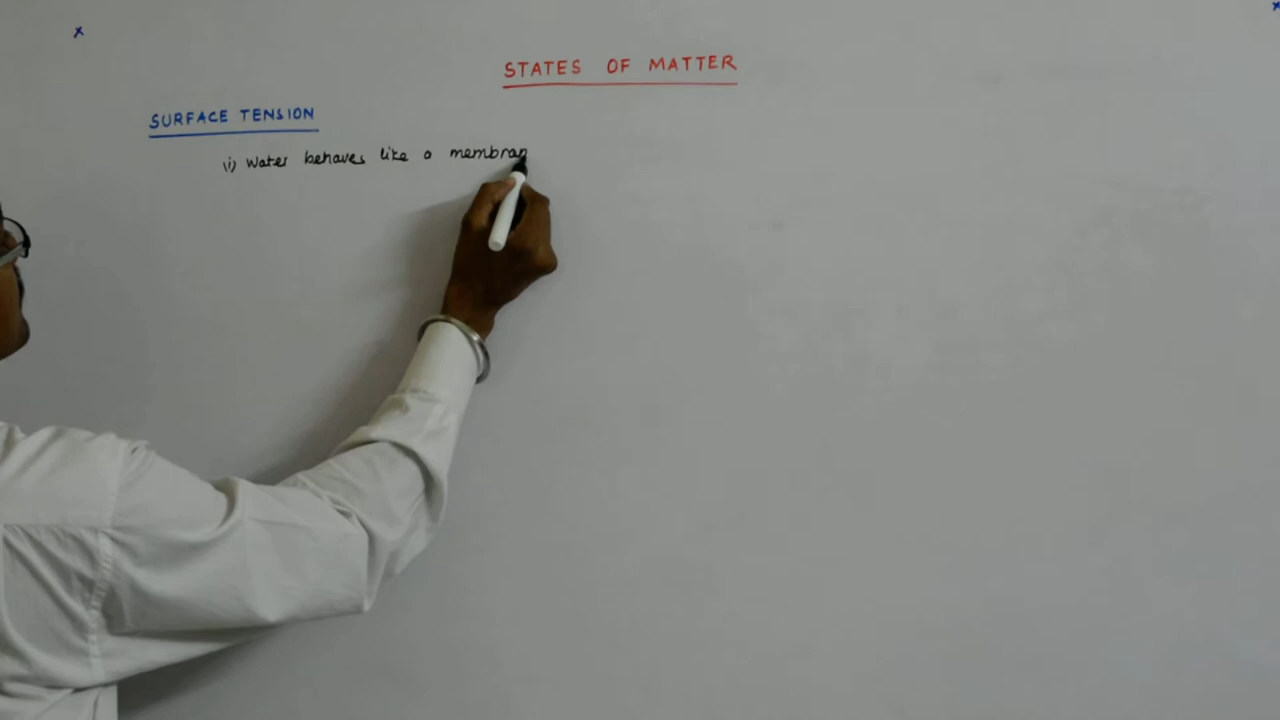 STATES OF MATTER
SURFACE TENSION
(i) Water behaves like a membran